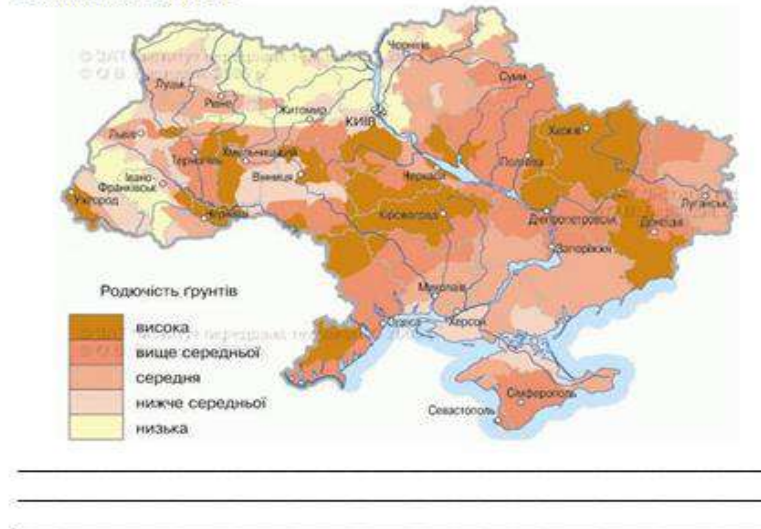 Чернігів
Суми
Луцьк
Рівне
Житомир
КИЇВ
Харків
Львів
Тернопіль
Хмельницький
Полтава
Вінниця
Черкаси
Івано-
Франківськ
Ужгород
Луганськ
Чернівці
Кіровоград
Дніпропетровськ
Донецьк
Запоріжжя
Родючість ґрунтів
Миколаїв
висока
Одеса
Херсон
вище середньої
середня
Сімферополь
нижче середньої
Севастополь
низька